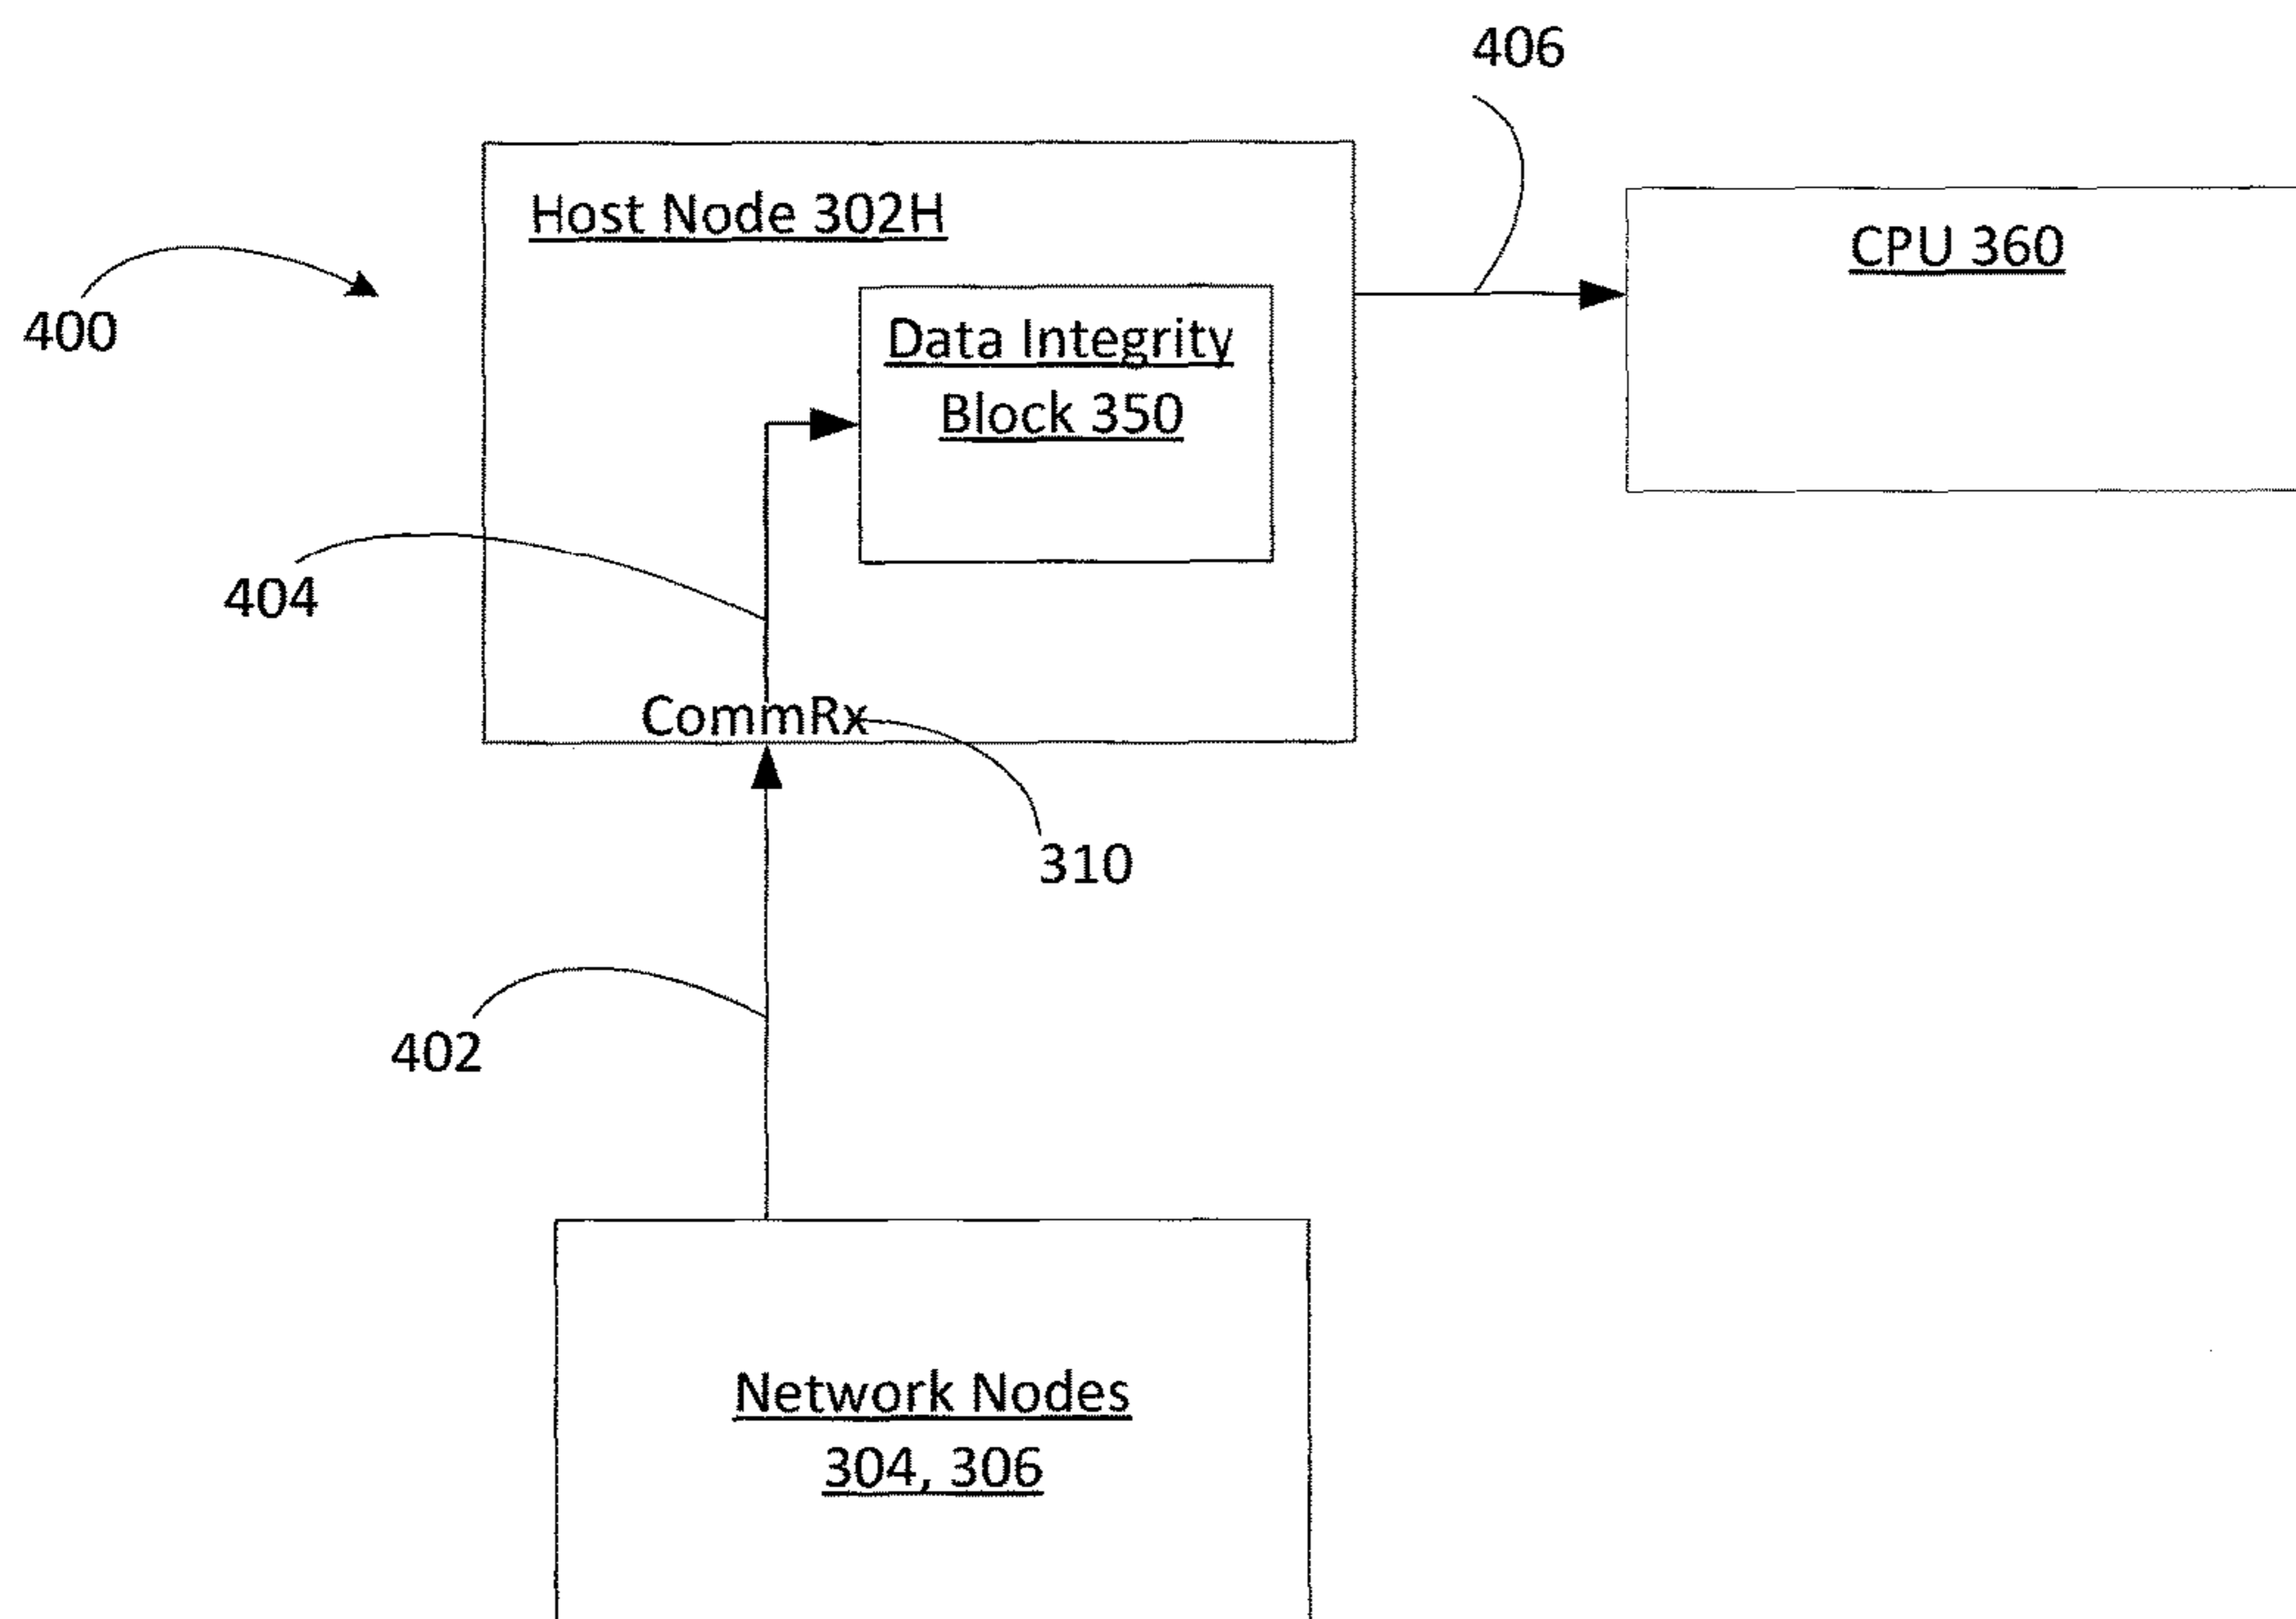 406
Host Node 302H
CPU 360
400
Data Integrity
Block 350
404
CommRx
310
402
Network Nodes
304, 306